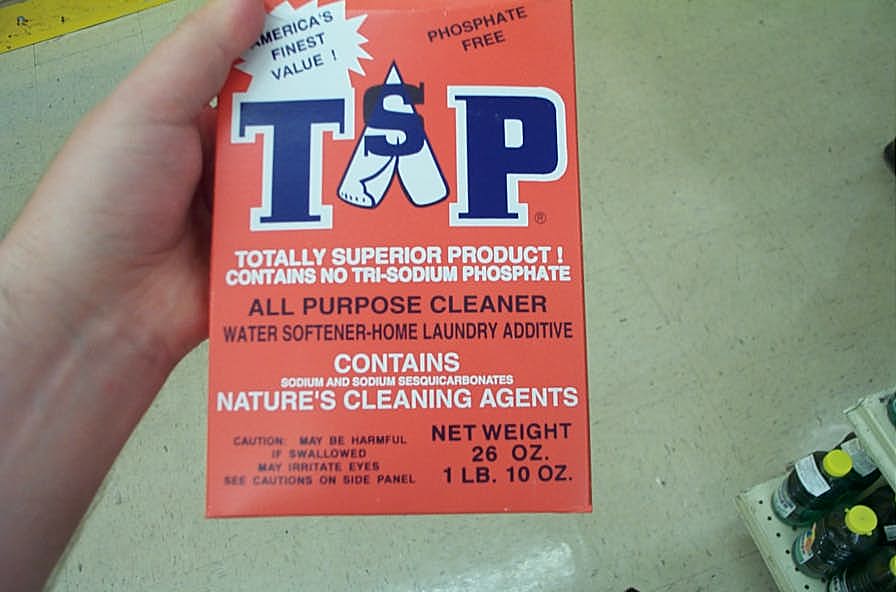 AMERICA'S
FINEST
VALUE !
PHOSPHATE
FREE
TSP®
TOTALLY SUPERIOR PRODUCT !
CONTAINS NO TRI-SODIUM PHOSPHATE
ALL PURPOSE CLEANER
WATER SOFTENER-HOME LAUNDRY ADDITIVE
CONTAINS
SODIUM AND SODIUM SESQUICARBONATES
NATURE'S CLEANING AGENTS
CAUTION: MAY BE HARMFUL
IF SWALLOWED
MAY IRRITATE EYES
SEE CAUTIONS ON SIDE PANEL
NET WEIGHT
26 OZ.
1 LB. 10 OZ.